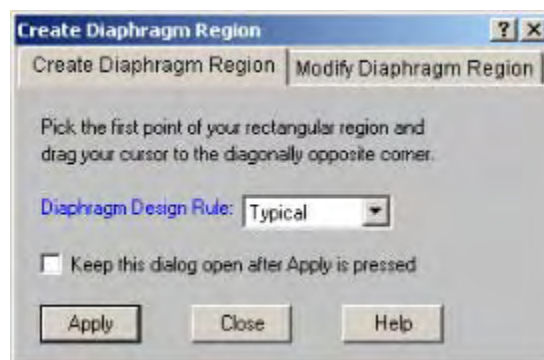 Create Diaphragm Region
Create Diaphragm Region Modify Diaphragm Region
Pick the first point of your rectangular region and
drag your cursor to the diagonally opposite corner.
Diaphragm Design Rule: Typical
Keep this dialog open after Apply is pressed
Apply Close Help